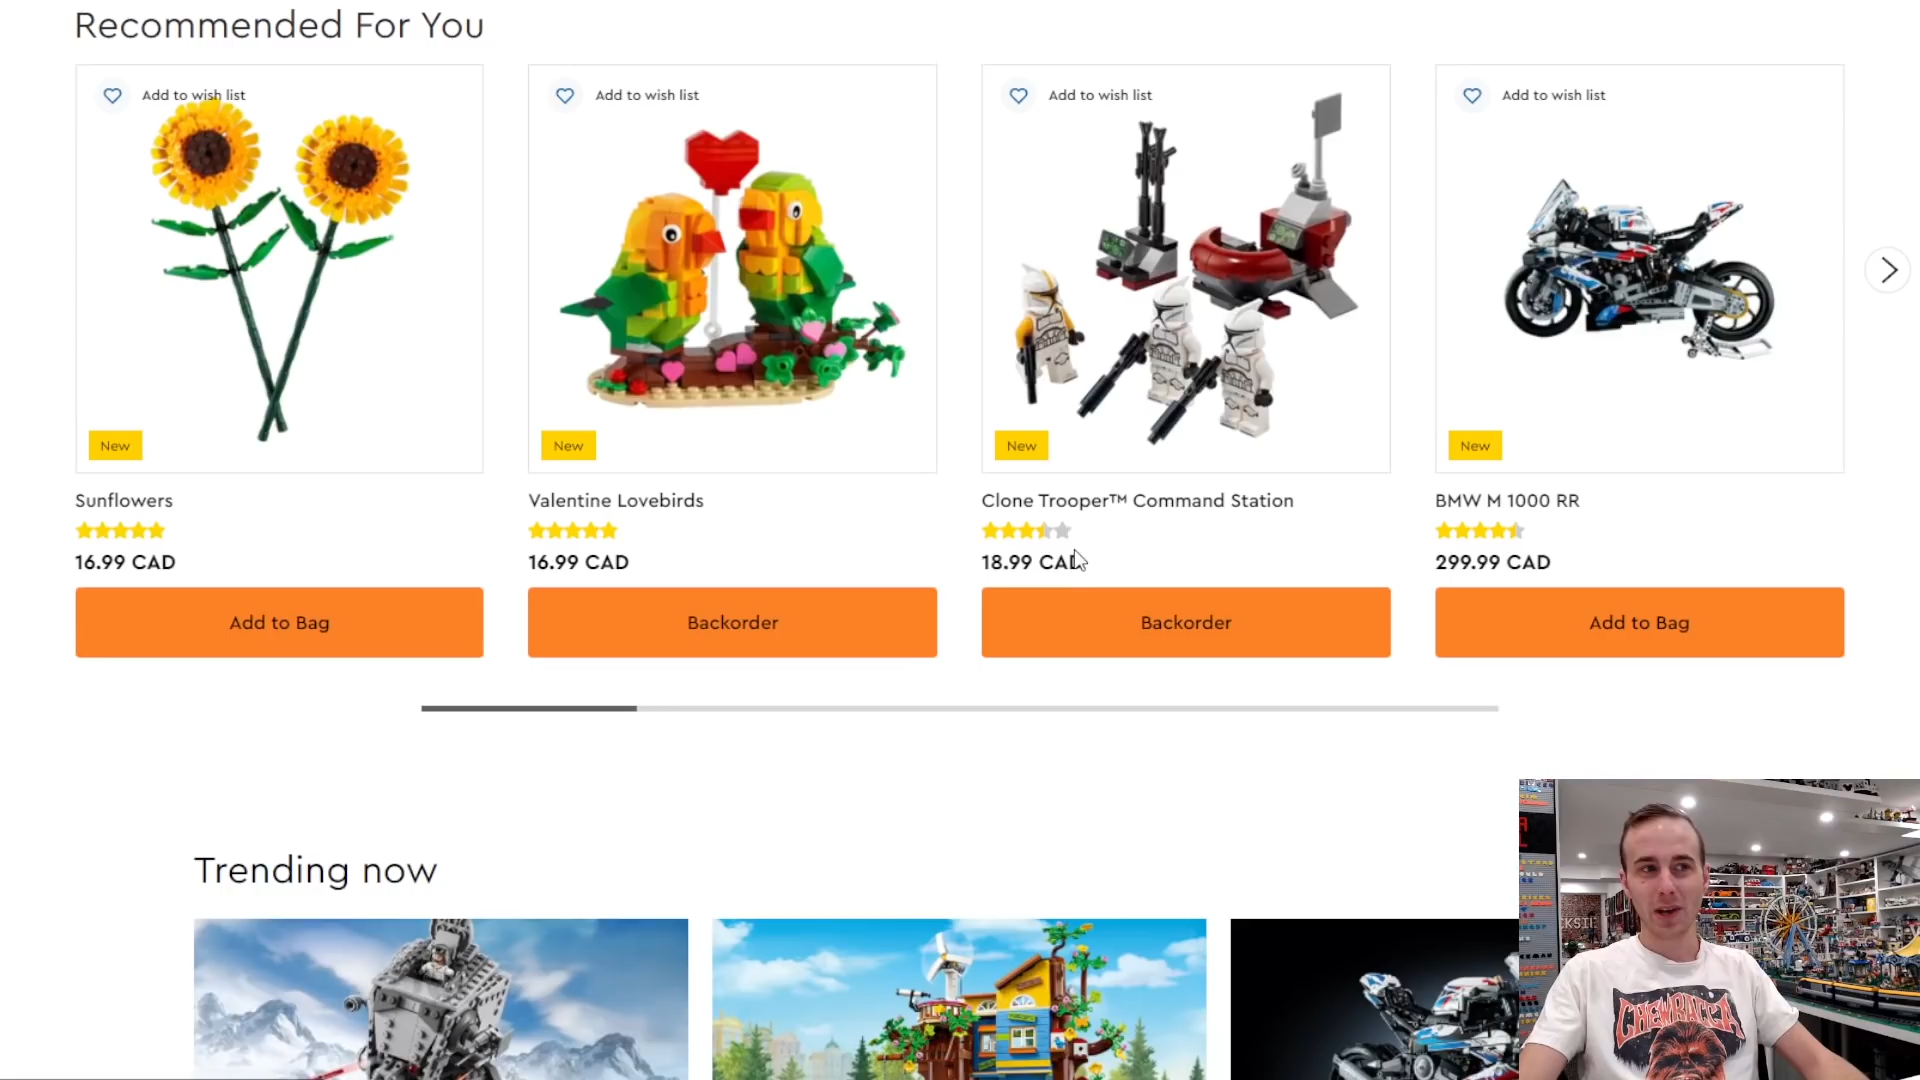 Recommended For You
Add to wish list
Add to wish list
Add to wish list
Add to wish list
New
New
New
New
Sunflowers
Valentine Lovebirds
Clone Trooper™ Command Station
BMW M 1000 RR
16.99 CAD
16.99 CAD
18.99 CAD
299.99 CAD
Add to Bag
Backorder
Backorder
Add to Bag
Trending now
CHEWBACCA